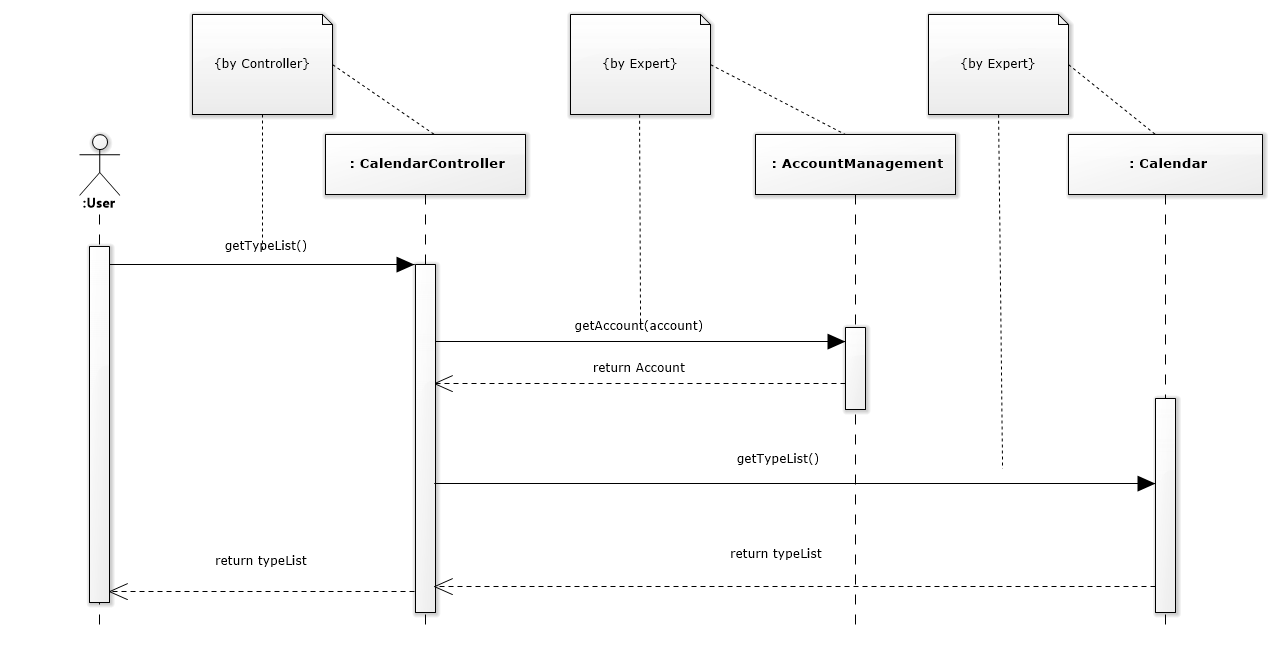 {by Controller}
{by Expert}
{by Expert}
: CalendarController
: AccountManagement
: Calendar
:User
getTypeList()
getAccount(account)
return Account
getTypeList()
return typeList
return typeList